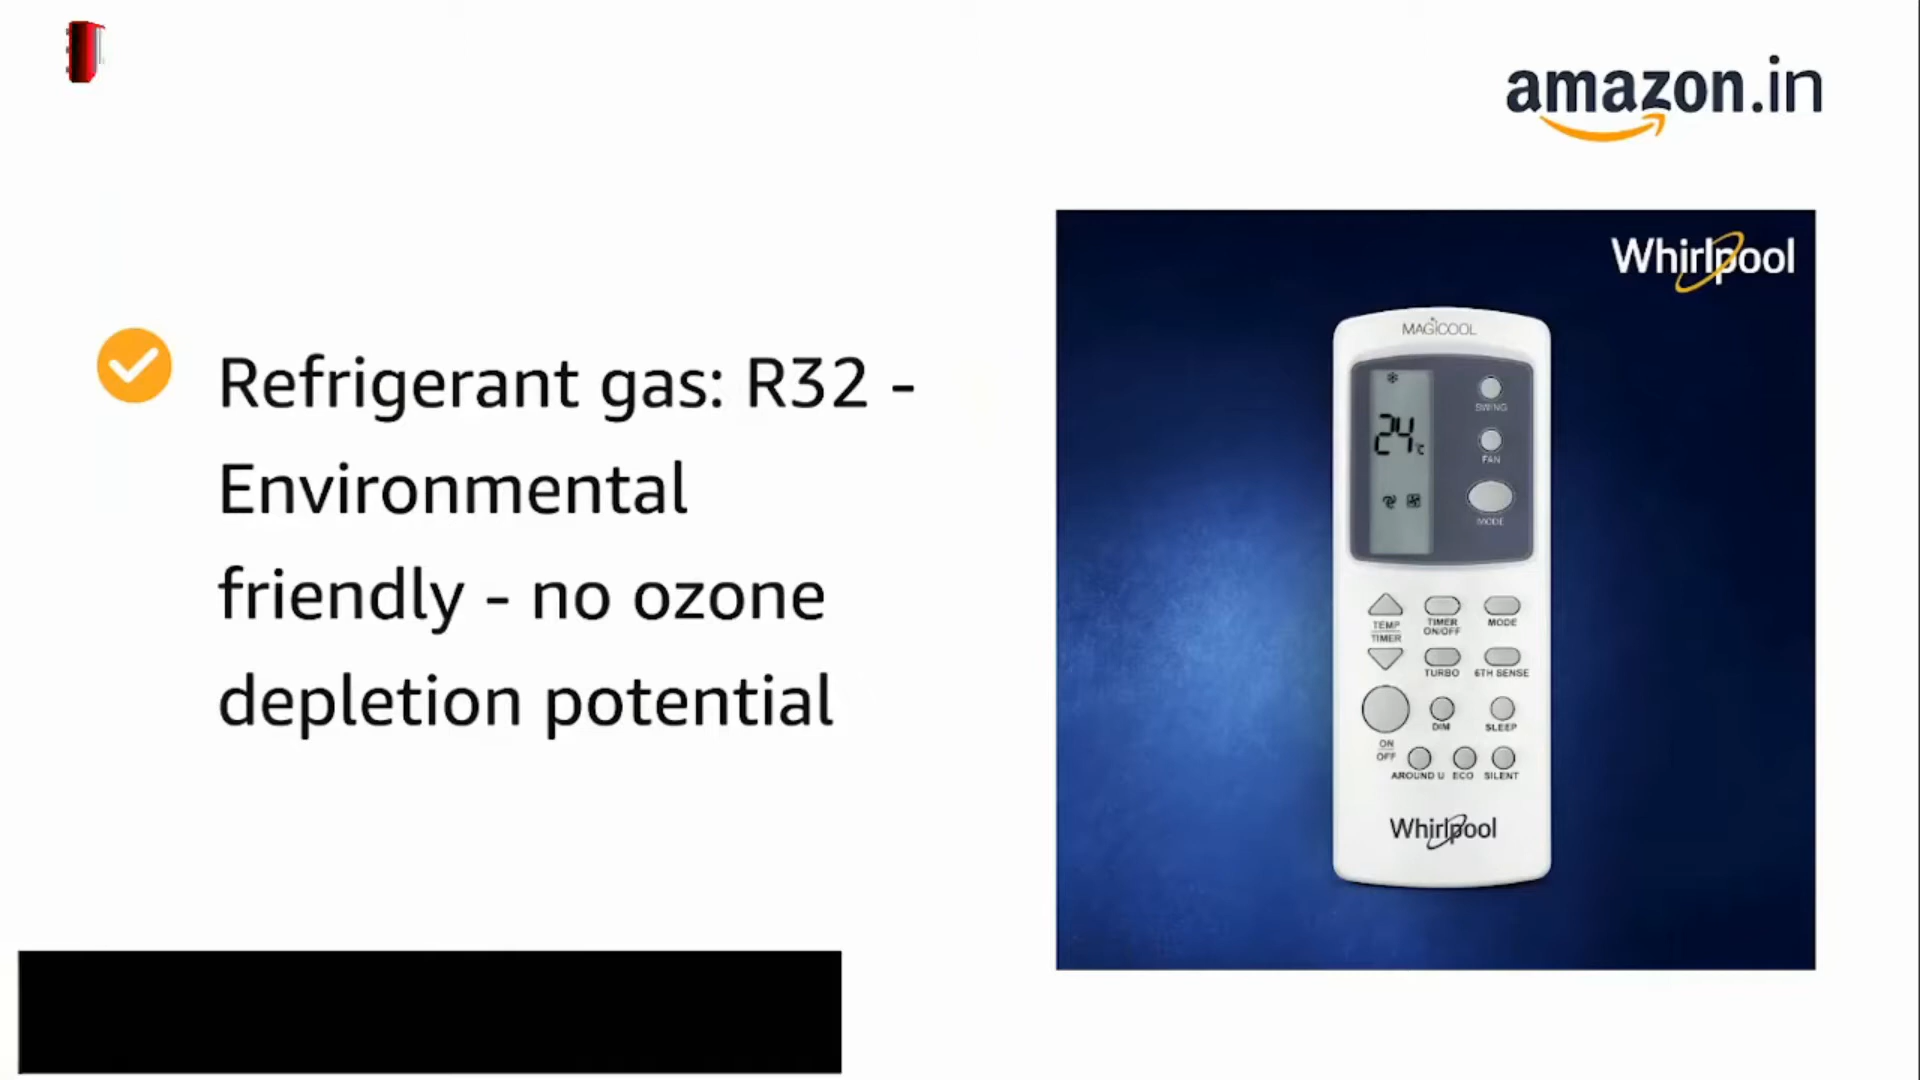 amazon.in
Refrigerant gas: R32 -
Environmental
friendly - no ozone
depletion potential
Whirlpool
MAGICOOL
SWING
24°C
FAN
MODE
TEMP
TIMER
TIMER
ON/OFF
MODE
TURBO
6TH SENSE
ON
OFF
DIM
SLEEP
AROUND U
ECO
SILENT
Whirlpool